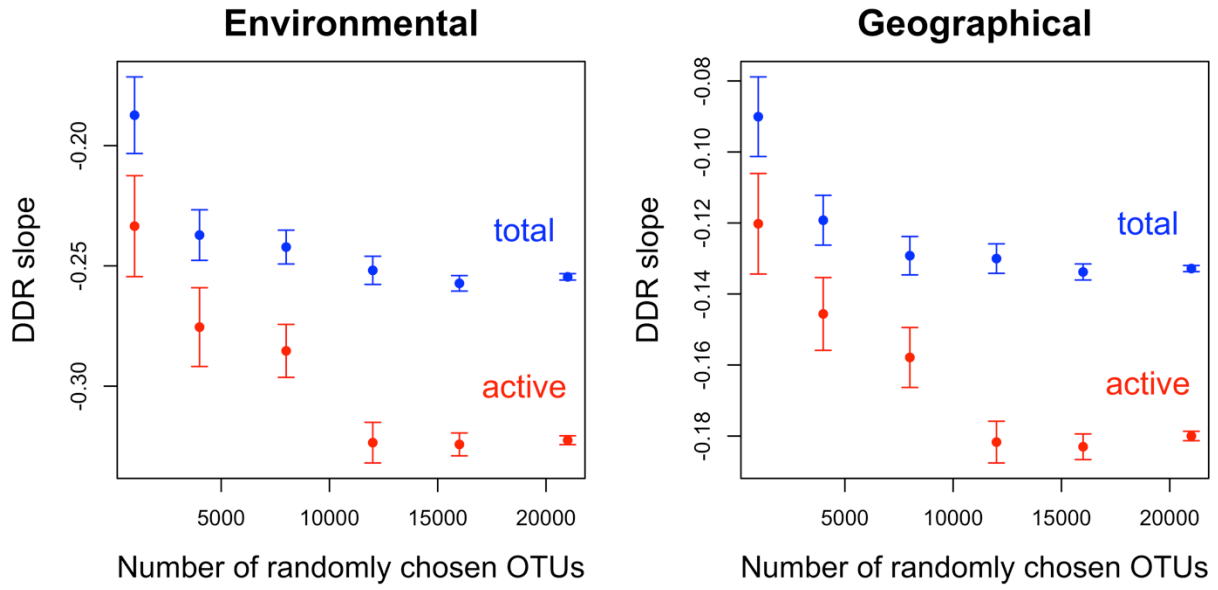 Environmental
DDR slope
-0.20
-0.25
-0.30
total
active
5000
10000
15000
20000
Number of randomly chosen OTUs
Geographical
DDR slope
-0.08
-0.10
-0.12
-0.14
-0.16
-0.18
total
active
5000
10000
15000
20000
Number of randomly chosen OTUs